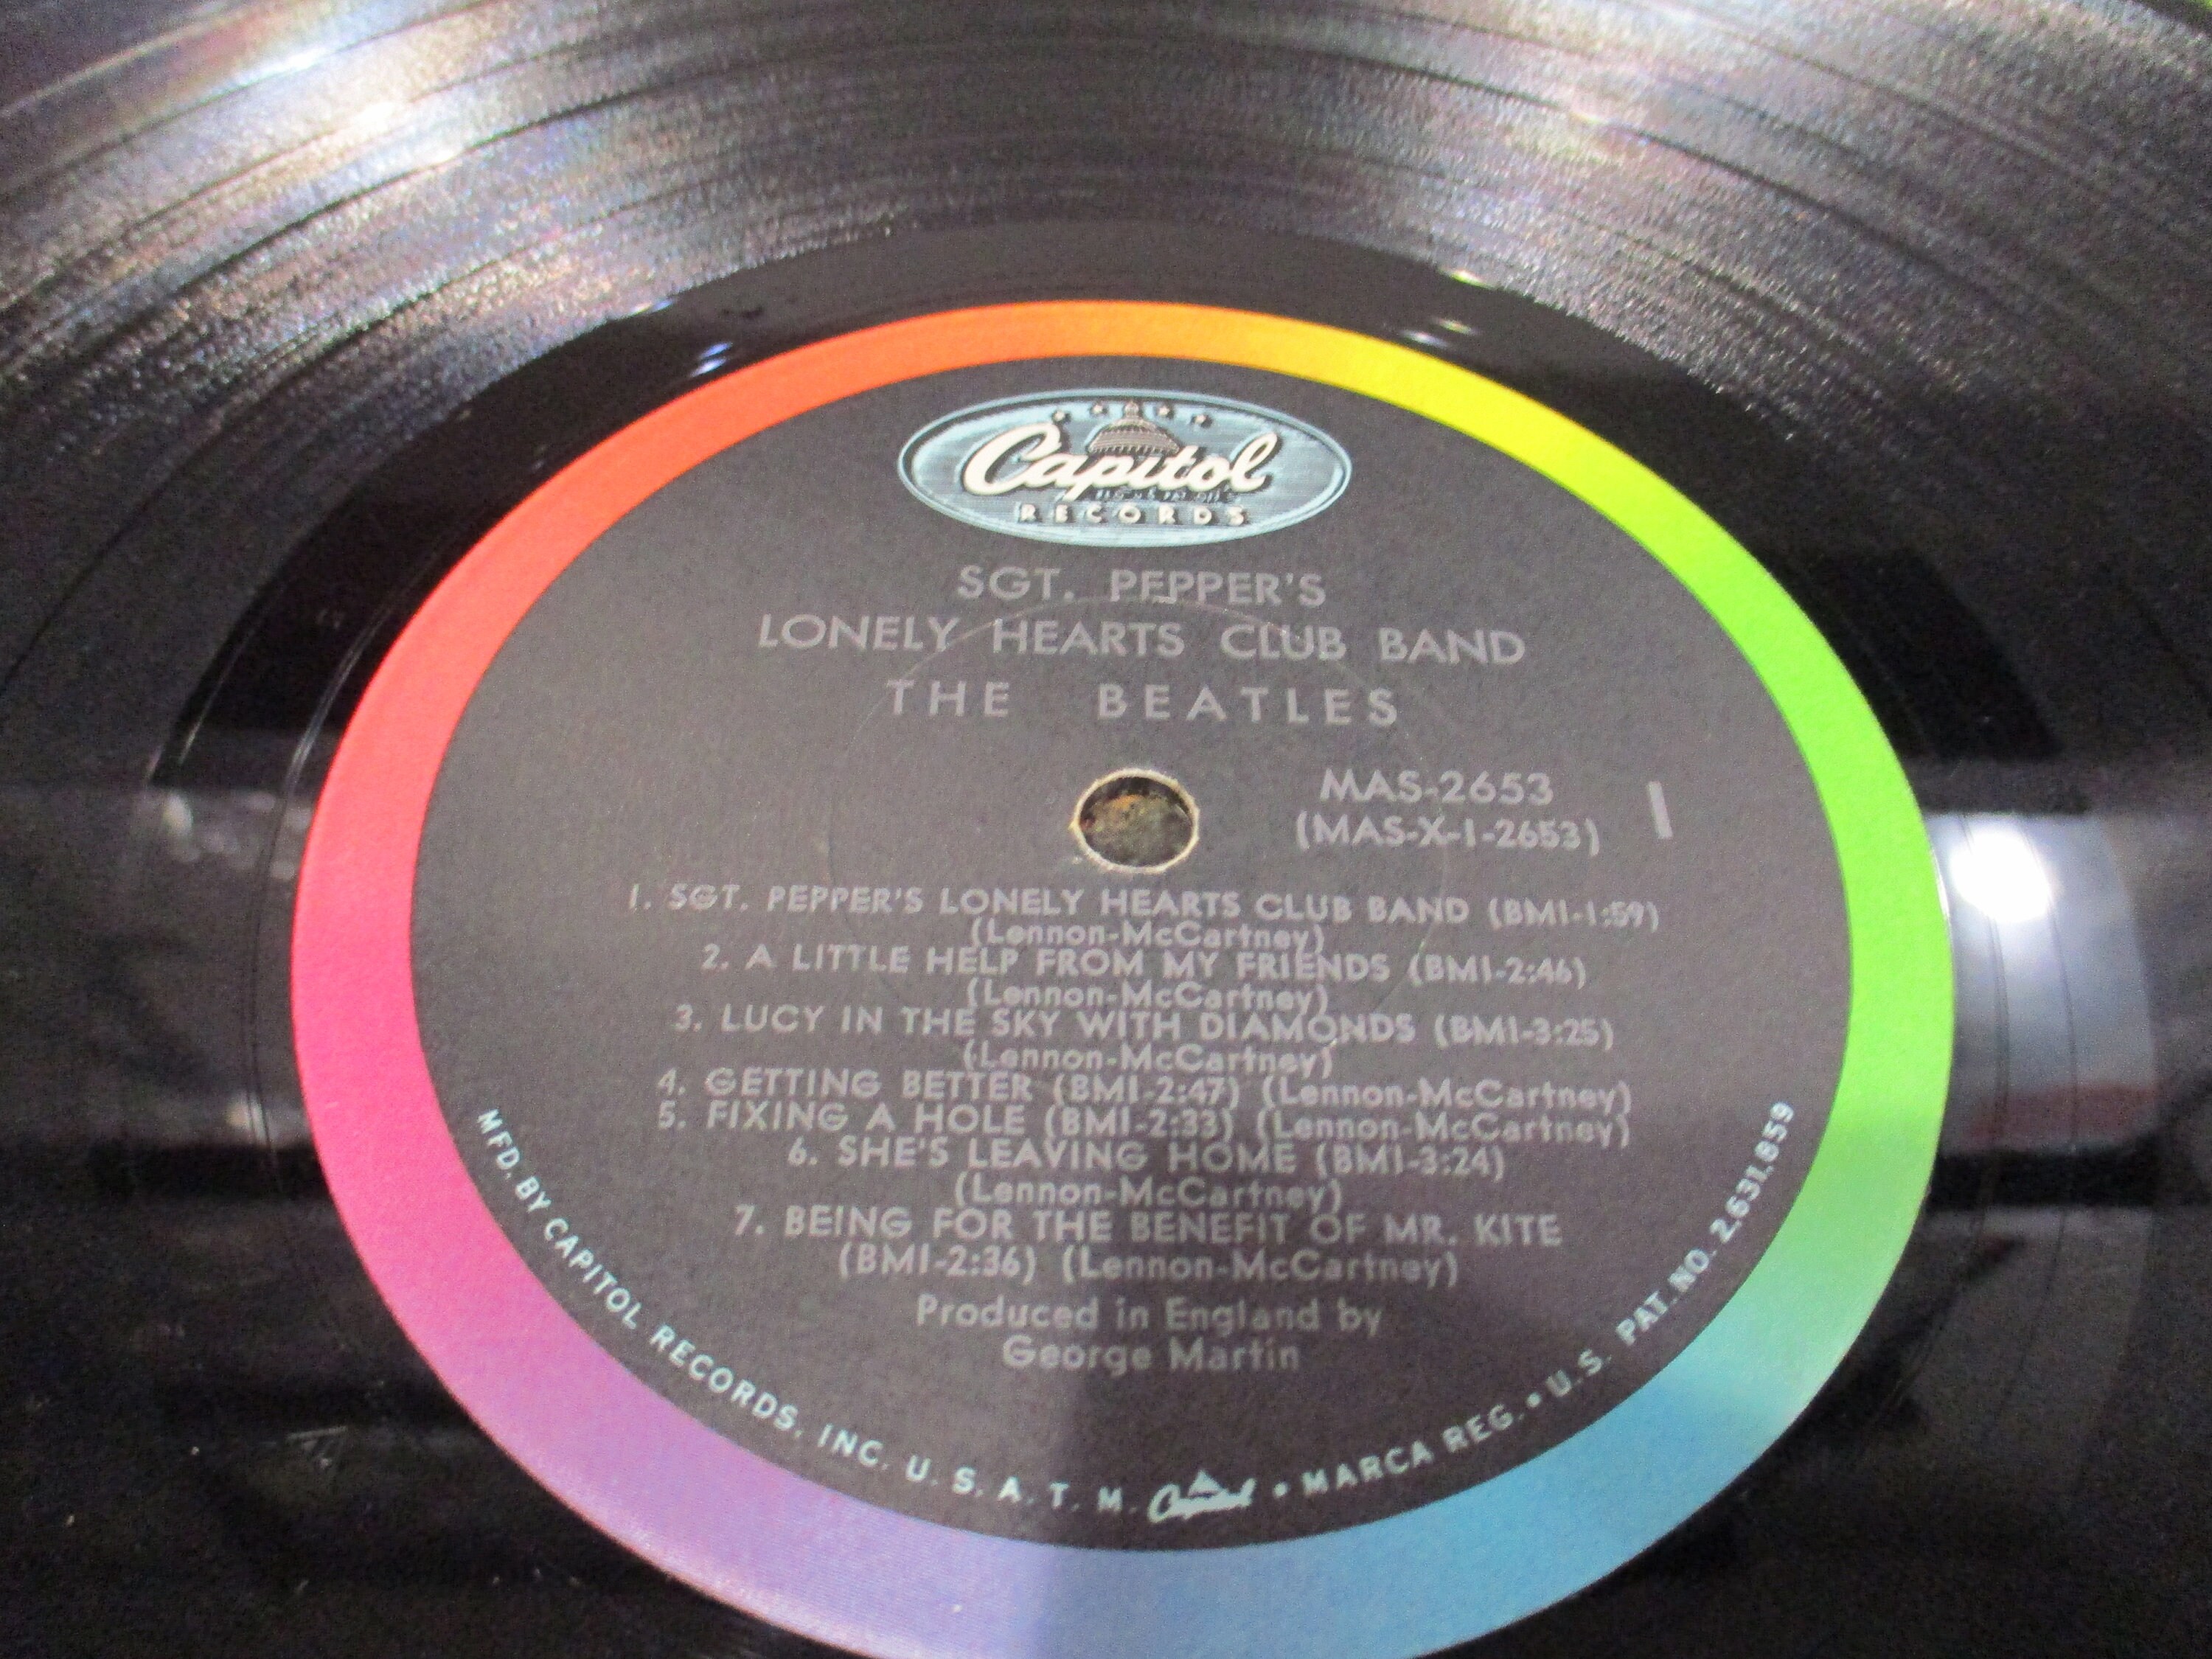 Capitol
RECORDS
SGT. PEPPER'S
LONELY HEARTS CLUB BAND
THE BEATLES
MAS-2653
(MAS-X-1-2653)
1
1. SGT. PEPPER'S LONELY HEARTS CLUB BAND (BMI-1:59)
(Lennon-McCartney)
2. A LITTLE HELP FROM MY FRIENDS (BMI-2:46)
(Lennon-McCartney)
3. LUCY IN THE SKY WITH DIAMONDS (BMI-3:25)
(Lennon-McCartney)
4. GETTING BETTER (BMI-2:47) (Lennon-McCartney)
5. FIXING A HOLE (BMI-2:33) (Lennon-McCartney)
6. SHE'S LEAVING HOME (BMI-3:24)
(Lennon-McCartney)
7. BEING FOR THE BENEFIT OF MR. KITE
(BMI-2:36) (Lennon-McCartney)
Produced in England by
George Martin
MFD. BY CAPITOL RECORDS, INC. U. S. A. T. M. Capitol • MARCA REG. • U.S. PAT. NO. 2,631,859